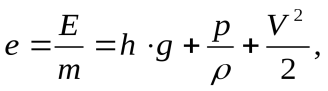 e = E/m = h · g + p/ρ + V²/2,